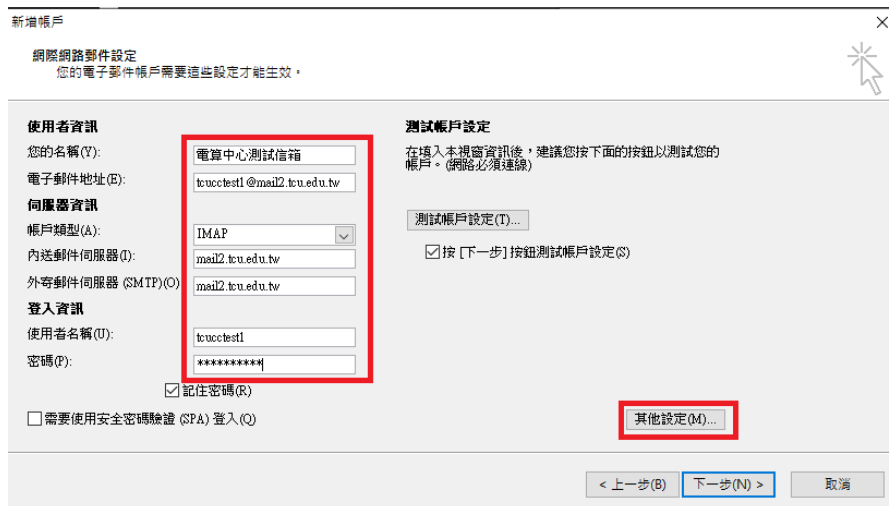 新增帳戶
網際網路郵件設定
您的電子郵件帳戶需要這些設定才能生效。
使用者資訊
您的名稱(Y): 電算中心測試信箱
電子郵件地址(E): tcucctest1@mail2.tcu.edu.tw
伺服器資訊
帳戶類型(A): IMAP
內送郵件伺服器(I): mail2.tcu.edu.tw
外寄郵件伺服器 (SMTP)(O) mail2.tcu.edu.tw
登入資訊
使用者名稱(U): tcucctest1
密碼(P): **********
記住密碼(R)
需要使用安全密碼驗證 (SPA) 登入(Q)
測試帳戶設定
在填入本視窗資訊後，建議您按下面的按鈕以測試您的
帳戶。(網路必須連線)
測試帳戶設定(T)...
按 [下一步] 按鈕測試帳戶設定(S)
其他設定(M)...
< 上一步(B) 下一步(N) > 取消